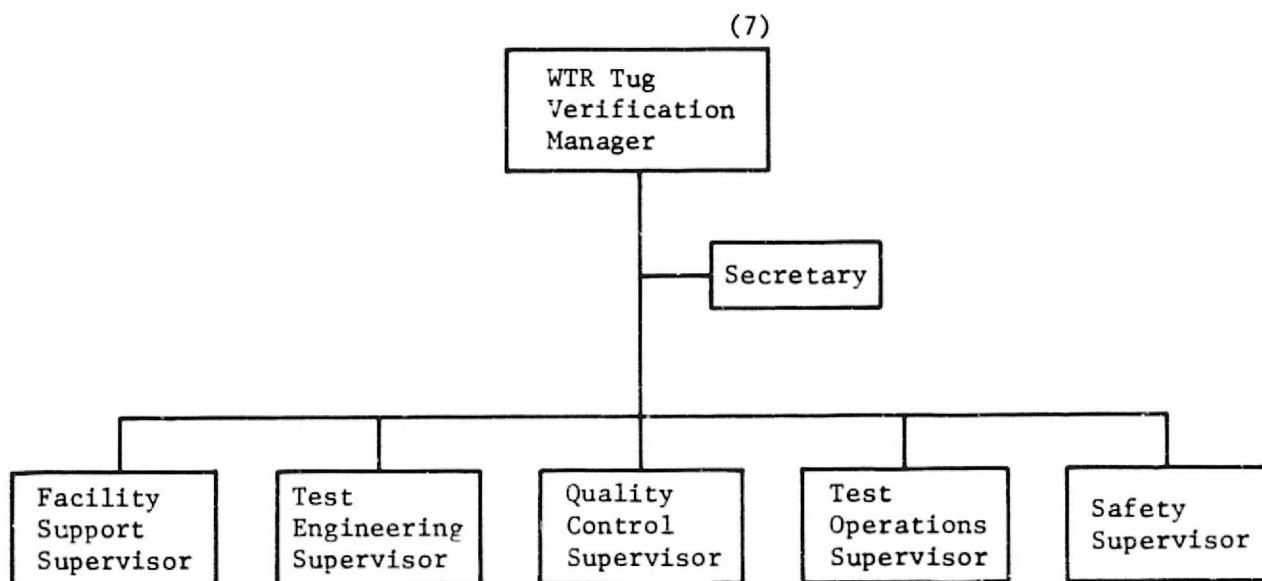 (7)
WTR Tug
Verification
Manager
Secretary
Facility
Support
Supervisor
Test
Engineering
Supervisor
Quality
Control
Supervisor
Test
Operations
Supervisor
Safety
Supervisor